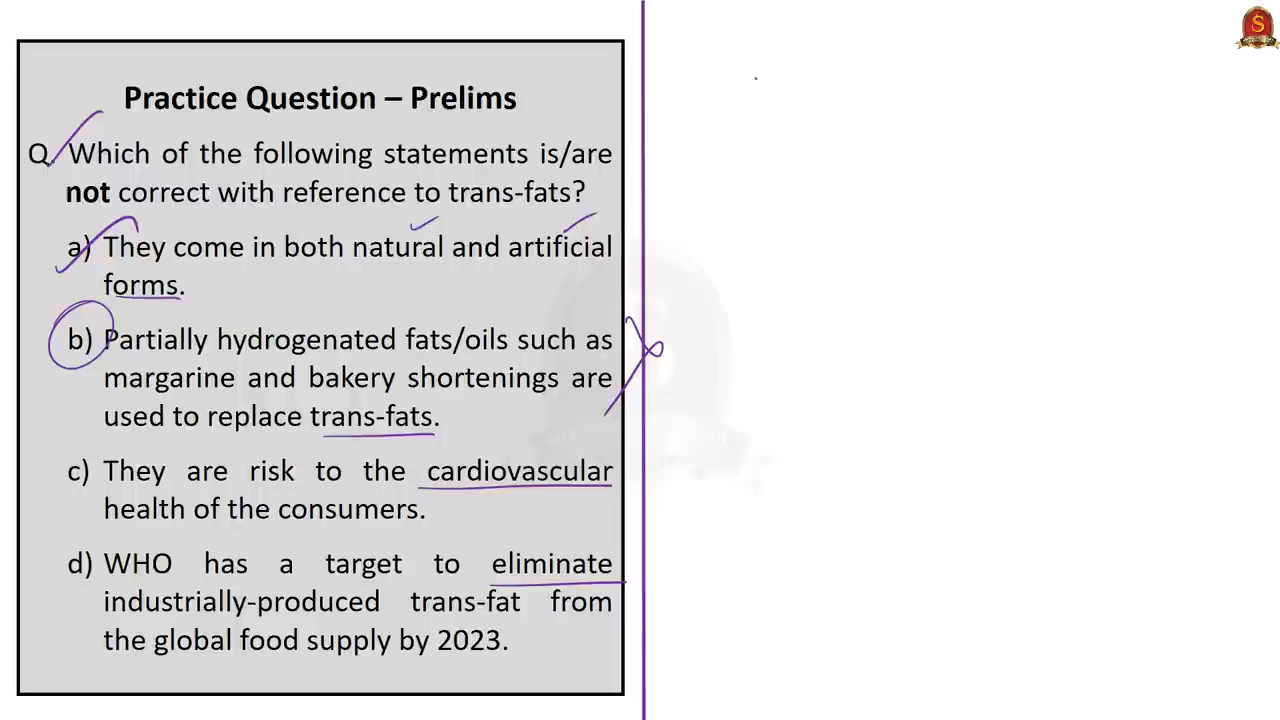 Practice Question – Prelims
Q. Which of the following statements is/are
not correct with reference to trans-fats?
a) They come in both natural and artificial
forms.
b) Partially hydrogenated fats/oils such as
margarine and bakery shortenings are
used to replace trans-fats.
c) They are risk to the cardiovascular
health of the consumers.
d) WHO has a target to eliminate
industrially-produced trans-fat from
the global food supply by 2023.
S